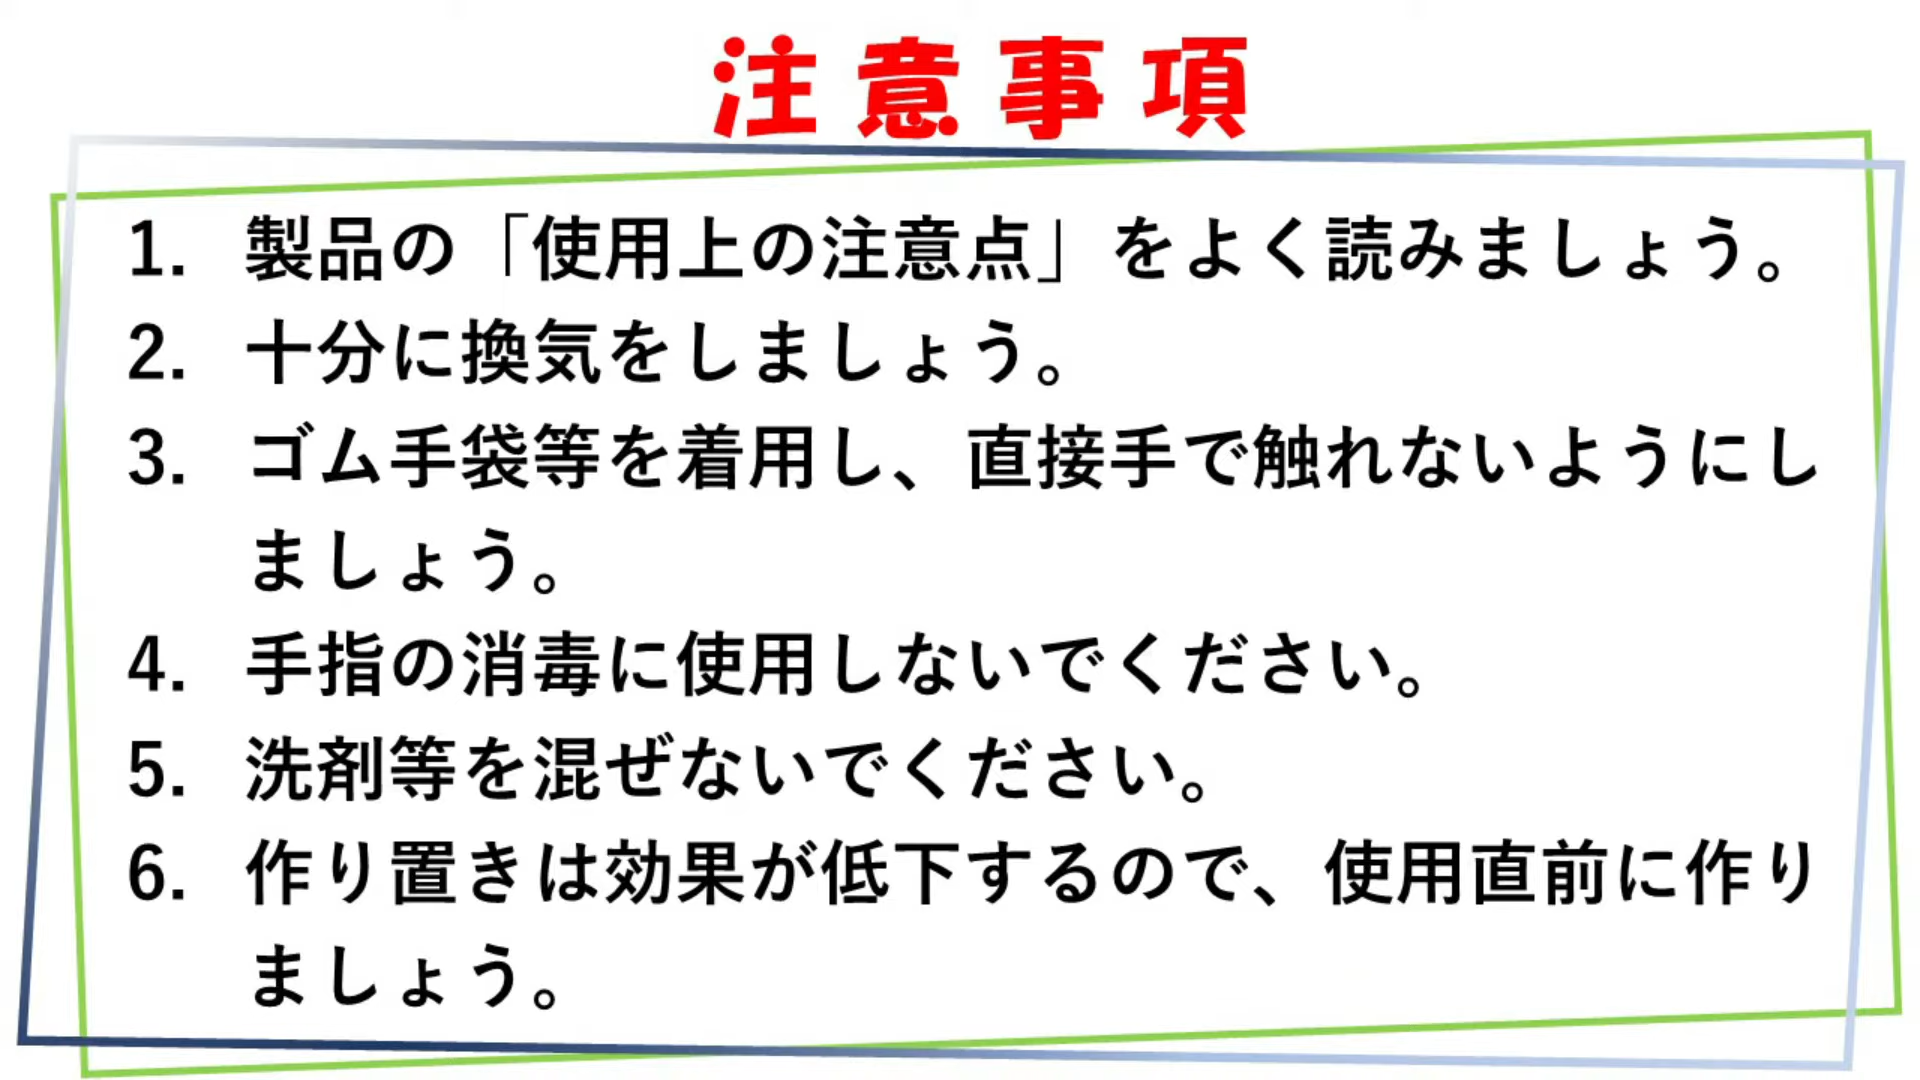 注意事項
1. 製品の「使用上の注意点」をよく読みましょう。
2. 十分に換気をしましょう。
3. ゴム手袋等を着用し、直接手で触れないようにし
ましょう。
4. 手指の消毒に使用しないでください。
5. 洗剤等を混ぜないでください。
6. 作り置きは効果が低下するので、使用直前に作り
ましょう。